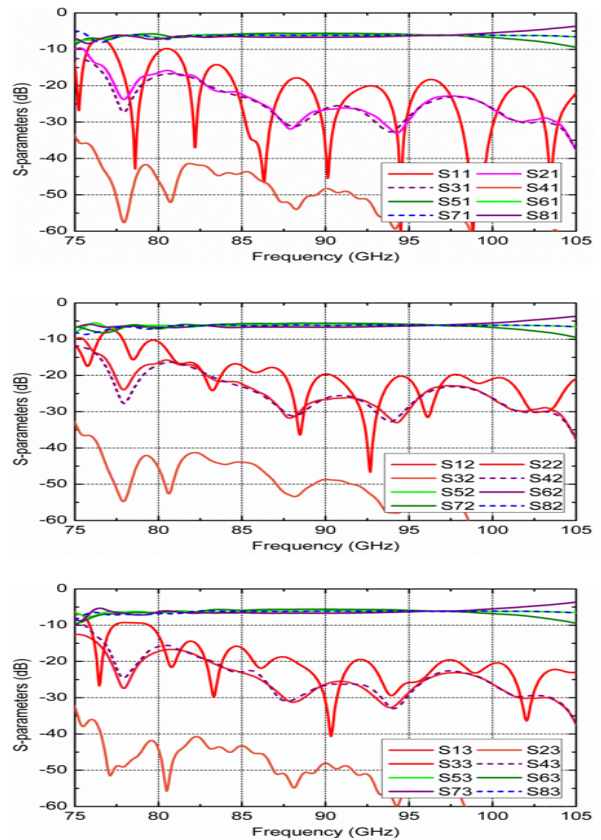 0
-10
-20
-30
-40
-50
-60
S-parameters (dB)
S11 S21
S31 S41
S51 S61
S71 S81
75 80 85 90 95 100 105
Frequency (GHz)
0
-10
-20
-30
-40
-50
-60
S-parameters (dB)
S12 S22
S32 S42
S52 S62
S72 S82
75 80 85 90 95 100 105
Frequency (GHz)
0
-10
-20
-30
-40
-50
-60
S-parameters (dB)
S13 S23
S33 S43
S53 S63
S73 S83
75 80 85 90 95 100 105
Frequency (GHz)